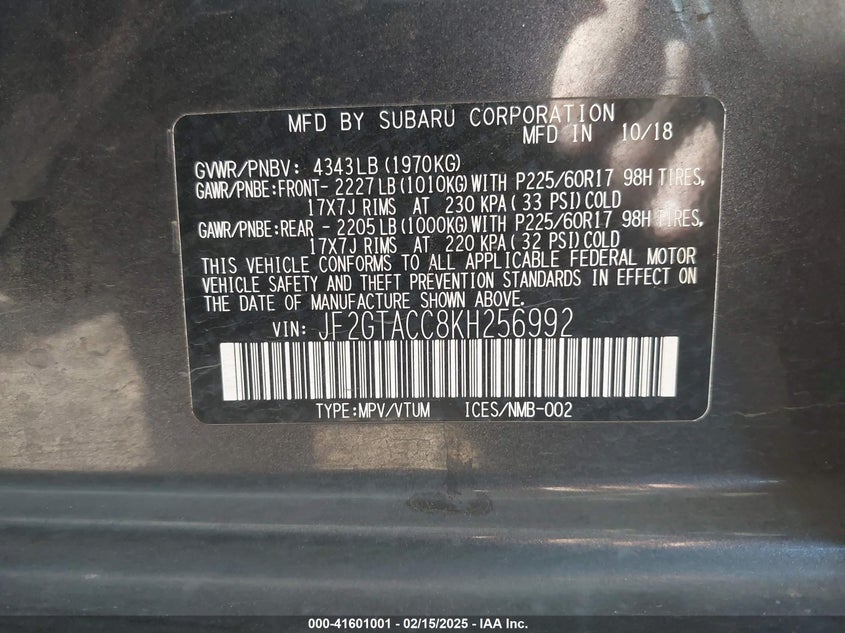 MFD BY SUBARU CORPORATION
MFD IN 10/18
GVWR/PNBV: 4343LB (1970KG)
GAWR/PNBE:FRONT- 2227LB (1010KG) WITH P225/60R17 98H TIRES,
17X7J RIMS AT 230 KPA (33 PSI) COLD
GAWR/PNBE:REAR - 2205LB (1000KG) WITH P225/60R17 98H TIRES,
17X7J RIMS AT 220 KPA (32 PSI) COLD
THIS VEHICLE CONFORMS TO ALL APPLICABLE FEDERAL MOTOR
VEHICLE SAFETY AND THEFT PREVENTION STANDARDS IN EFFECT ON
THE DATE OF MANUFACTURE SHOWN ABOVE.
VIN: JF2GTACC8KH256992
TYPE:MPV/VTUM ICES/NMB-002
000-41601001 - 02/15/2025 - IAA Inc.